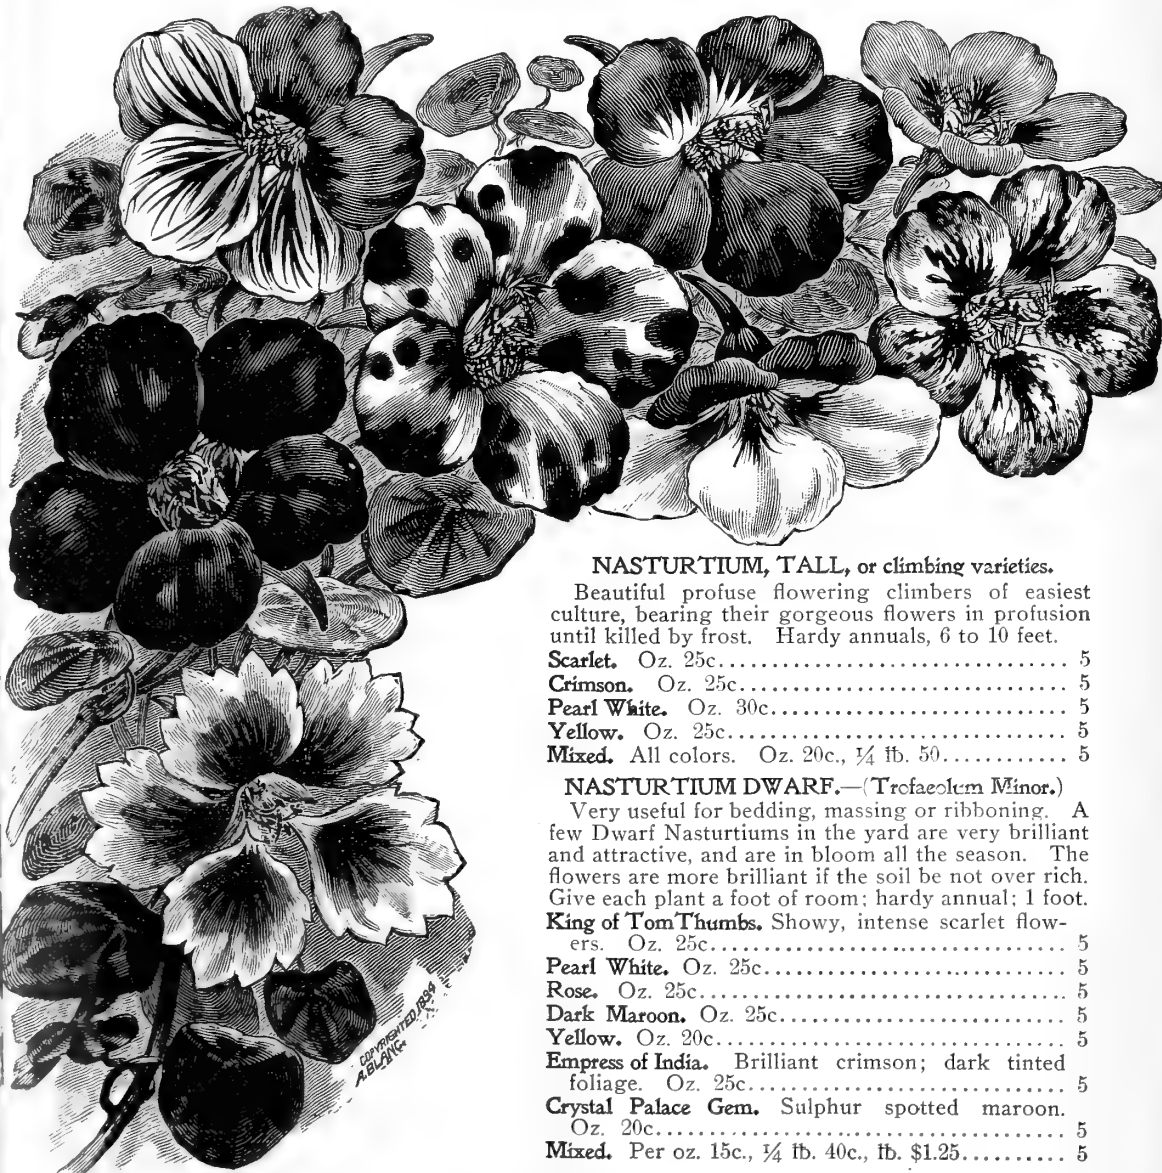 NASTURTIUM, TALL, or climbing varieties.
Beautiful profuse flowering climbers of easiest
culture, bearing their gorgeous flowers in profusion
until killed by frost. Hardy annuals, 6 to 10 feet.
Scarlet. Oz. 25c................................. 5
Crimson. Oz. 25c............................... 5
Pearl White. Oz. 30c............................ 5
Yellow. Oz. 25c................................ 5
Mixed. All colors. Oz. 20c., ¼ lb. 50............ 5
NASTURTIUM DWARF.—(Trofaeolum Minor.)
Very useful for bedding, massing or ribboning. A
few Dwarf Nasturtiums in the yard are very brilliant
and attractive, and are in bloom all the season. The
flowers are more brilliant if the soil be not over rich.
Give each plant a foot of room; hardy annual; 1 foot.
King of Tom Thumbs. Showy, intense scarlet flow-
ers. Oz. 25c.................................. 5
Pearl White. Oz. 25c............................ 5
Rose. Oz. 25c.................................. 5
Dark Maroon. Oz. 25c........................... 5
Yellow. Oz. 20c................................. 5
Empress of India. Brilliant crimson; dark tinted
foliage. Oz. 25c.............................. 5
Crystal Palace Gem. Sulphur spotted maroon.
Oz. 20c...................................... 5
Mixed. Per oz. 15c., ¼ lb. 40c., lb. $1.25.......... 5
COPYRIGHTED 1894
A. BLANC